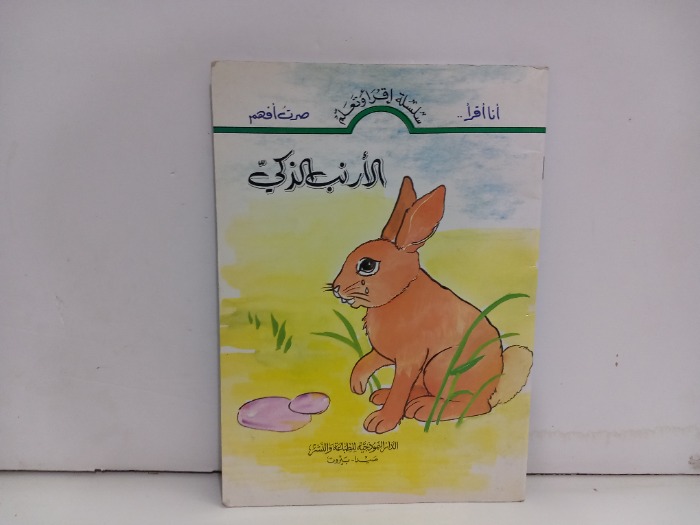 أنا أقرأ..
سلسلة إقرأ وتعلم
صرت أفهم
الأرنب الذكيّ
الدار النموذجية للطباعة والنشر
صيدا - بيروت